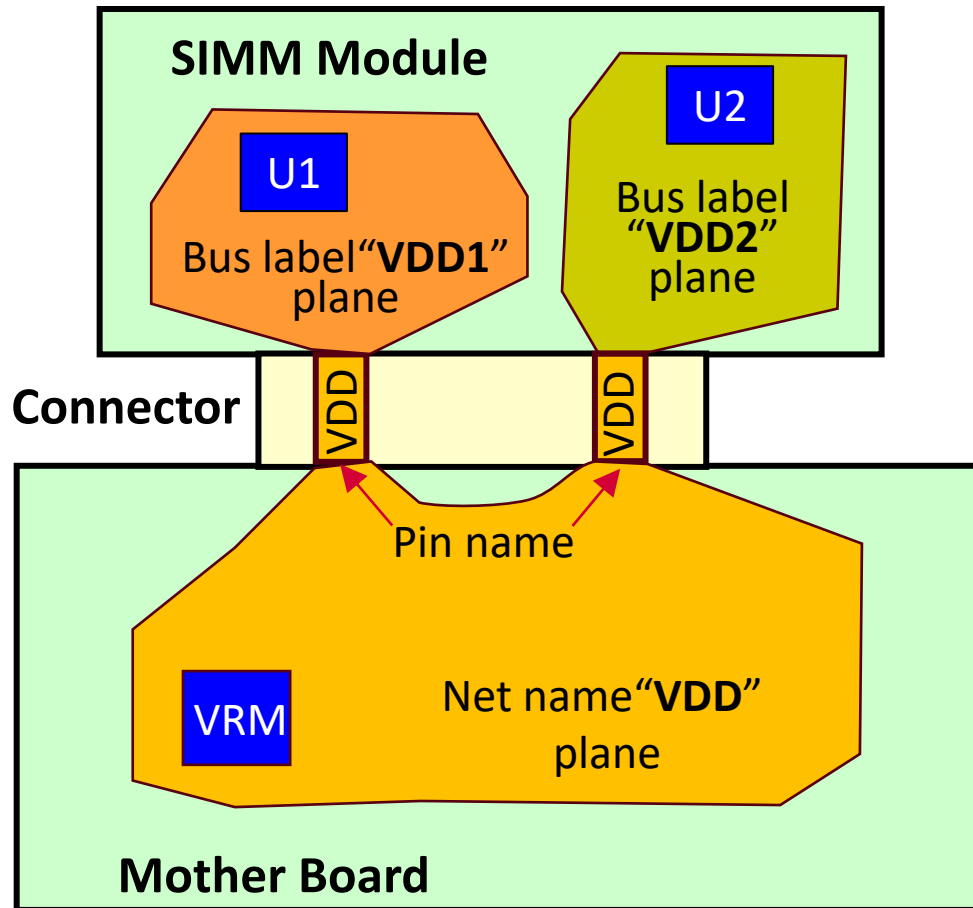 SIMM Module
U1
U2
Bus label“VDD1”
plane
Bus label
“VDD2”
plane
Connector
VDD
VDD
Pin name
VRM
Net name“VDD”
plane
Mother Board